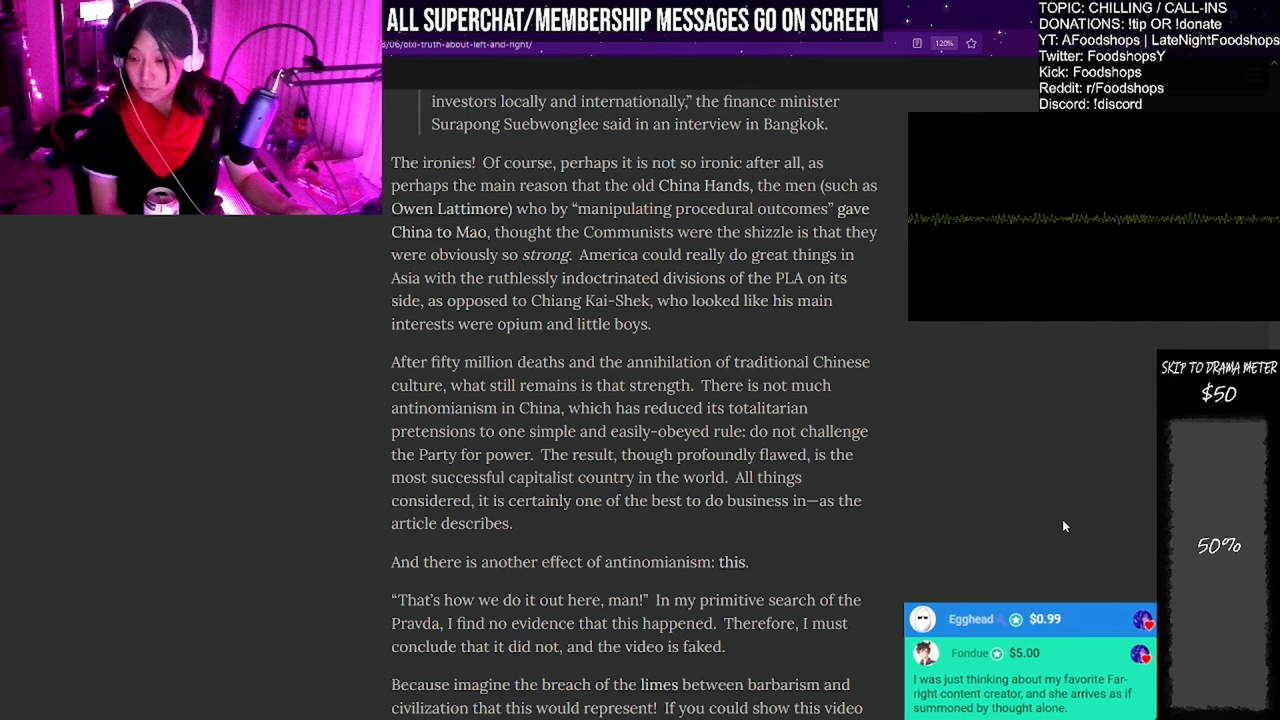 ALL SUPERCHAT/MEMBERSHIP MESSAGES GO ON SCREEN
/06/olxi-truth-about-left-and-right/
120%
TOPIC: CHILLING / CALL-INS
DONATIONS: !tip OR !donate
YT: AFoodshops | LateNightFoodshops
Twitter: FoodshopsY
Kick: Foodshops
Reddit: r/Foodshops
Discord: !discord
investors locally and internationally,” the finance minister
Surapong Suebwonglee said in an interview in Bangkok.
The ironies!  Of course, perhaps it is not so ironic after all, as
perhaps the main reason that the old China Hands, the men (such as
Owen Lattimore) who by “manipulating procedural outcomes” gave
China to Mao, thought the Communists were the shizzle is that they
were obviously so strong.  America could really do great things in
Asia with the ruthlessly indoctrinated divisions of the PLA on its
side, as opposed to Chiang Kai-Shek, who looked like his main
interests were opium and little boys.
After fifty million deaths and the annihilation of traditional Chinese
culture, what still remains is that strength.  There is not much
antinomianism in China, which has reduced its totalitarian
pretensions to one simple and easily-obeyed rule: do not challenge
the Party for power.  The result, though profoundly flawed, is the
most successful capitalist country in the world.  All things
considered, it is certainly one of the best to do business in—as the
article describes.
And there is another effect of antinomianism: this.
“That’s how we do it out here, man!”  In my primitive search of the
Pravda, I find no evidence that this happened.  Therefore, I must
conclude that it did not, and the video is faked.
Because imagine the breach of the limes between barbarism and
civilization that this would represent!  If you could show this video
SKIP TO DRAMA METER
$50
50%
Egghead $0.99
Fondue $5.00
I was just thinking about my favorite Far-
right content creator, and she arrives as if
summoned by thought alone.